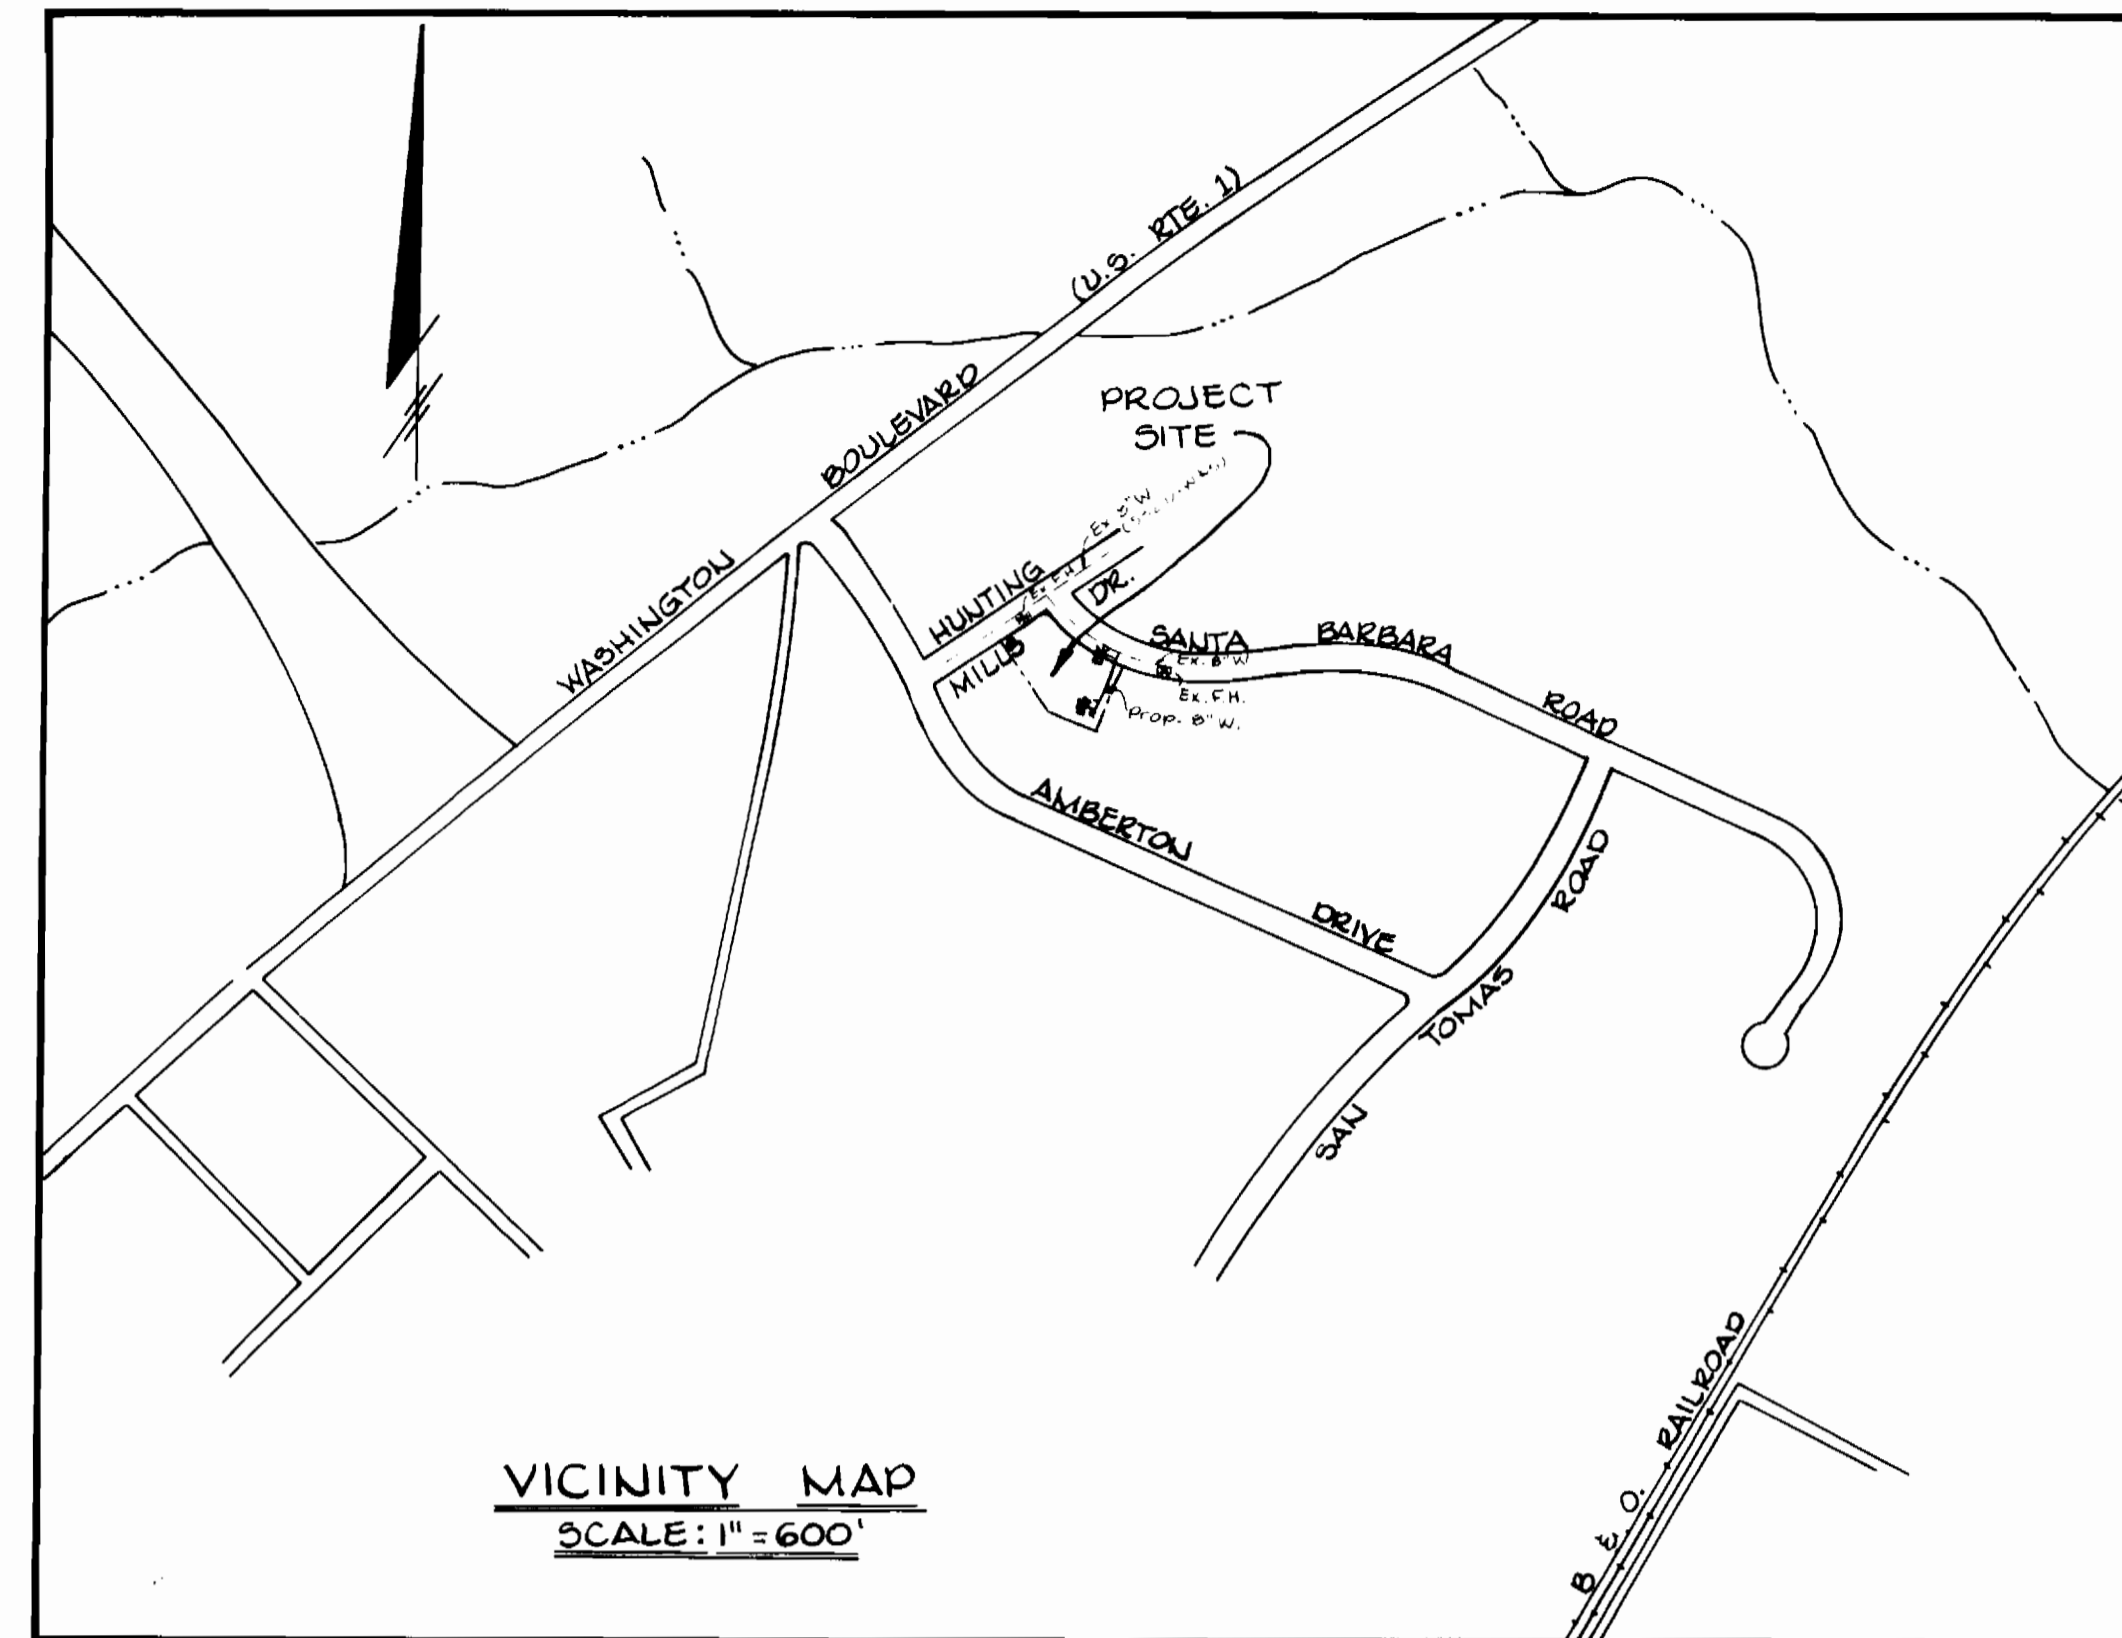 (U.S. RTE. 1)
WASHINGTON BOULEVARD
PROJECT
SITE
Ex. 8"W
HUNTING
Ex. F.H.
MILLS DR.
SANTA BARBARA ROAD
Ex. 8"W
Ex. F.H.
Prop. 8"W.
AMBERTON DRIVE
SAN TOMAS ROAD
B & O. RAILROAD
VICINITY MAP
SCALE: 1" = 600'